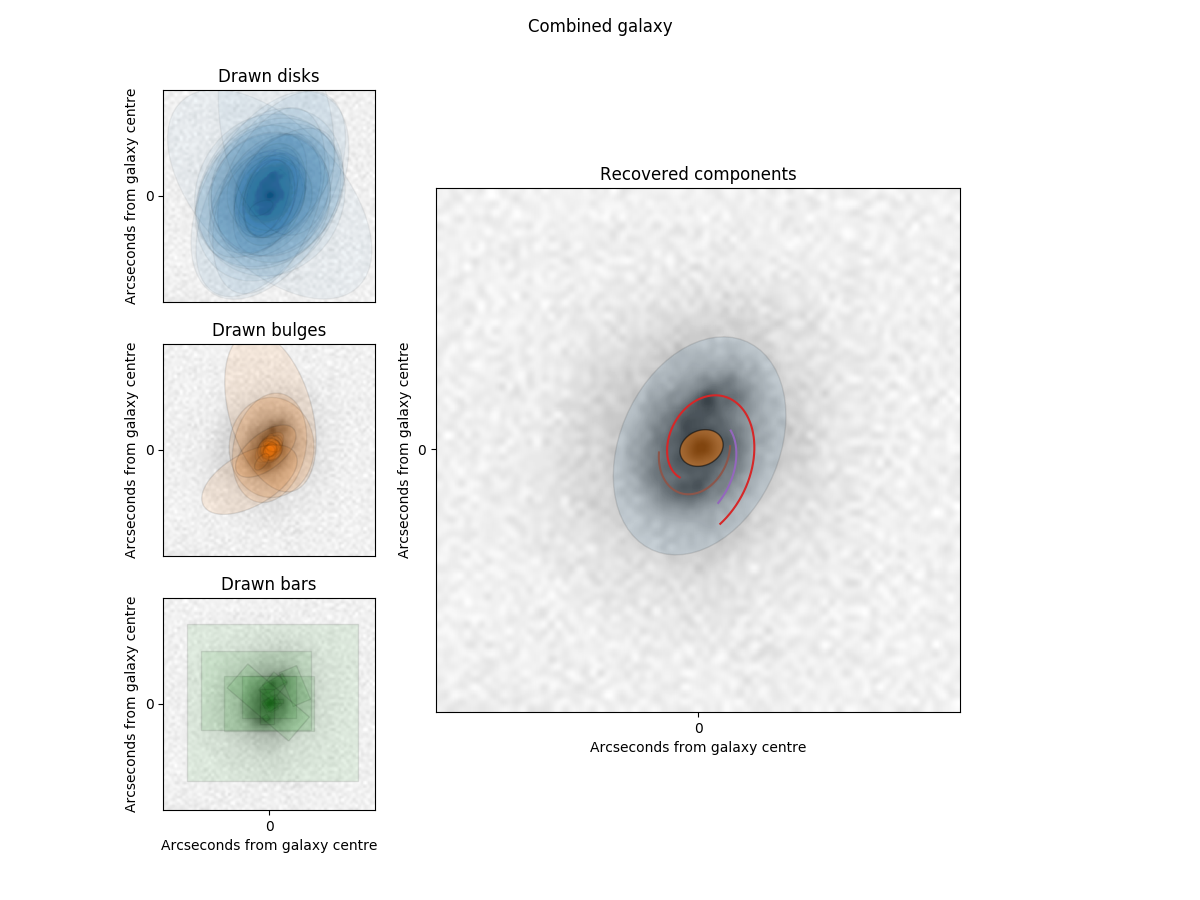 Combined galaxy
Drawn disks
Arcseconds from galaxy centre
0
Drawn bulges
Arcseconds from galaxy centre
0
Drawn bars
Arcseconds from galaxy centre
0
0
Arcseconds from galaxy centre
Recovered components
Arcseconds from galaxy centre
0
0
Arcseconds from galaxy centre